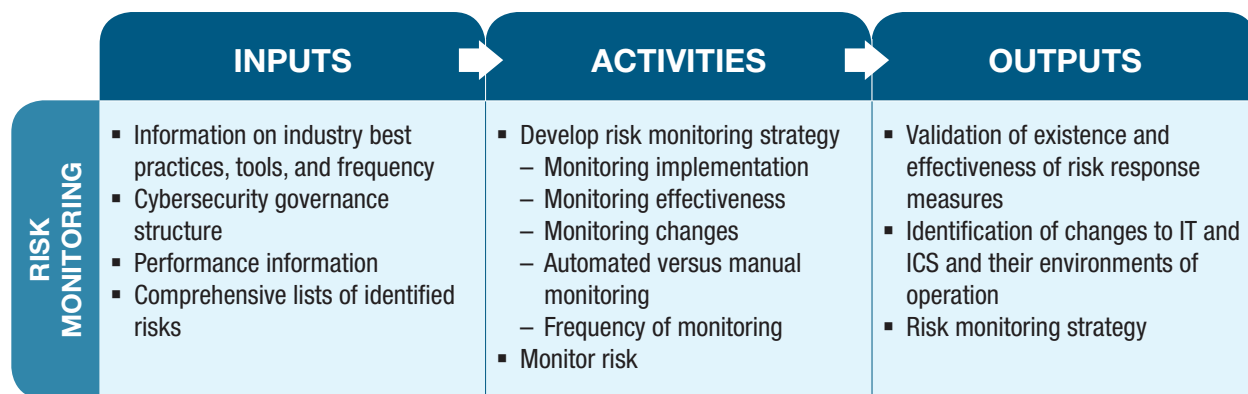 INPUTS
ACTIVITIES
OUTPUTS
RISK
MONITORING
▪ Information on industry best
practices, tools, and frequency
▪ Cybersecurity governance
structure
▪ Performance information
▪ Comprehensive lists of identified
risks
▪ Develop risk monitoring strategy
– Monitoring implementation
– Monitoring effectiveness
– Monitoring changes
– Automated versus manual
monitoring
– Frequency of monitoring
▪ Monitor risk
▪ Validation of existence and
effectiveness of risk response
measures
▪ Identification of changes to IT and
ICS and their environments of
operation
▪ Risk monitoring strategy